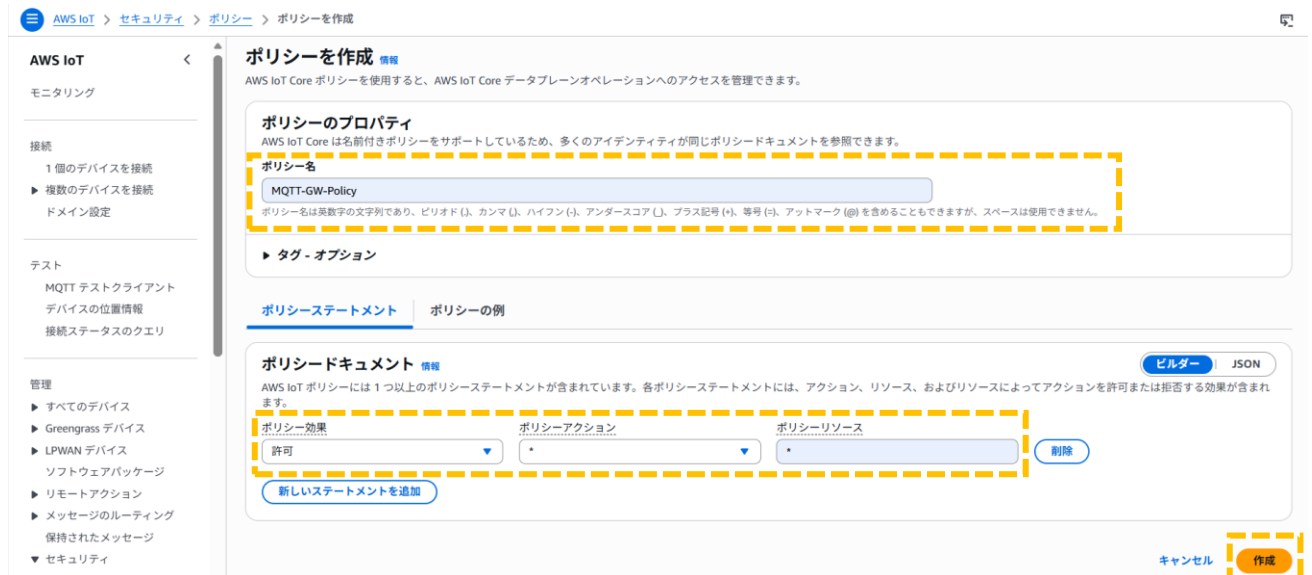 AWS IoT > セキュリティ > ポリシー > ポリシーを作成
AWS IoT
モニタリング
接続
1 個のデバイスを接続
複数のデバイスを接続
ドメイン設定
テスト
MQTT テストクライアント
デバイスの位置情報
接続ステータスのクエリ
管理
すべてのデバイス
Greengrass デバイス
LPWAN デバイス
ソフトウェアパッケージ
リモートアクション
メッセージのルーティング
保持されたメッセージ
セキュリティ
ポリシーを作成 情報
AWS IoT Core ポリシーを使用すると、AWS IoT Core データプレーンオペレーションへのアクセスを管理できます。
ポリシーのプロパティ
AWS IoT Core は名前付きポリシーをサポートしているため、多くのアイデンティティが同じポリシードキュメントを参照できます。
ポリシー名
MQTT-GW-Policy
ポリシー名は英数字の文字列であり、ピリオド (.)、カンマ (,)、ハイフン (-)、アンダースコア (_)、プラス記号 (+)、等号 (=)、アットマーク (@) を含めることもできますが、スペースは使用できません。
タグ - オプション
ポリシーステートメント ポリシーの例
ポリシードキュメント 情報
ビルダー JSON
AWS IoT ポリシーには 1 つ以上のポリシーステートメントが含まれています。各ポリシーステートメントには、アクション、リソース、およびリソースによってアクションを許可または拒否する効果が含まれ
ます。
ポリシー効果 ポリシーアクション ポリシーリソース
許可 * * 削除
新しいステートメントを追加
キャンセル 作成